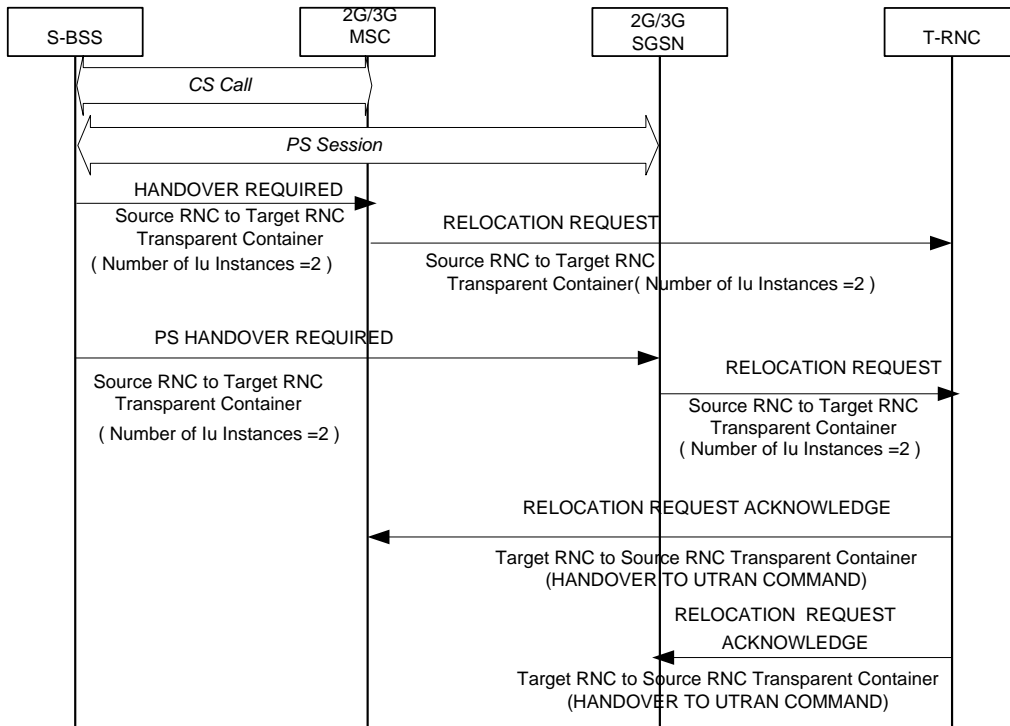 S-BSS
2G/3G
MSC
2G/3G
SGSN
T-RNC
CS Call
PS Session
HANDOVER REQUIRED
Source RNC to Target RNC
Transparent Container
( Number of Iu Instances =2 )
RELOCATION REQUEST
Source RNC to Target RNC
Transparent Container( Number of Iu Instances =2 )
PS HANDOVER REQUIRED
Source RNC to Target RNC
Transparent Container
( Number of Iu Instances =2 )
RELOCATION REQUEST
Source RNC to Target RNC
Transparent Container
( Number of Iu Instances =2 )
RELOCATION REQUEST ACKNOWLEDGE
Target RNC to Source RNC Transparent Container
(HANDOVER TO UTRAN COMMAND)
RELOCATION REQUEST
ACKNOWLEDGE
Target RNC to Source RNC Transparent Container
(HANDOVER TO UTRAN COMMAND)